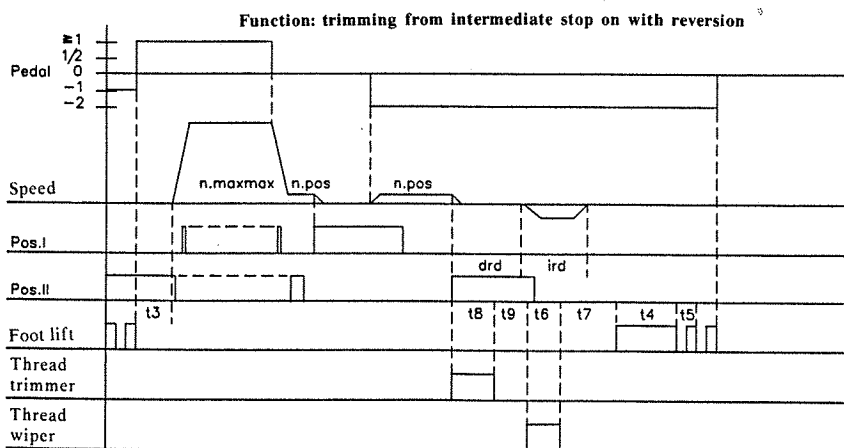 Function: trimming from intermediate stop on with reversion
≥1
1/2
Pedal 0
−1
−2
n.maxmax n.pos n.pos
Speed
Pos.I
drd ird
Pos.II
t3 t8 t9 t6 t7 t4 t5
Foot lift
Thread
trimmer
Thread
wiper